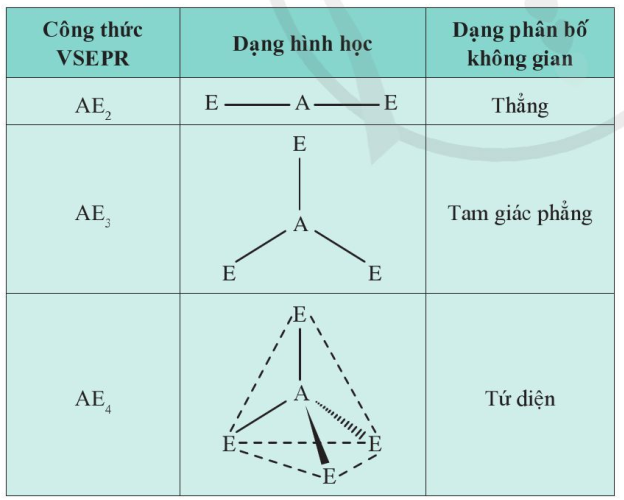 Công thức
VSEPR
Dạng hình học
Dạng phân bố
không gian
AE₂
E A E
Thẳng
AE₃
E
A
E E
Tam giác phẳng
AE₄
E
A
E E
E
Tứ diện